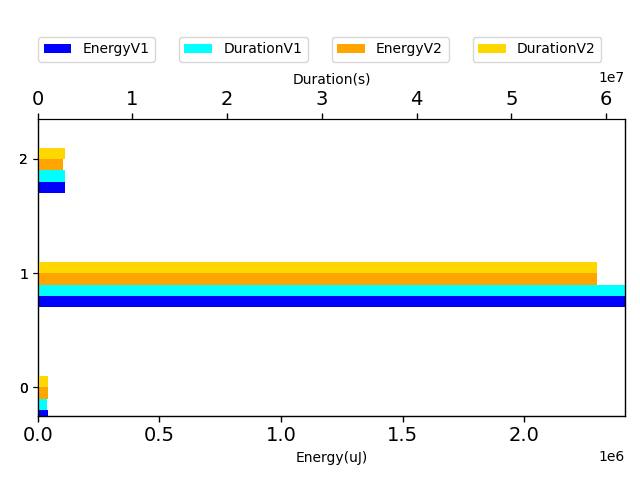 EnergyV1 DurationV1 EnergyV2 DurationV2
Duration(s) 1e7
0 1 2 3 4 5 6
2
1
0
0.0 0.5 1.0 1.5 2.0
Energy(uJ) 1e6